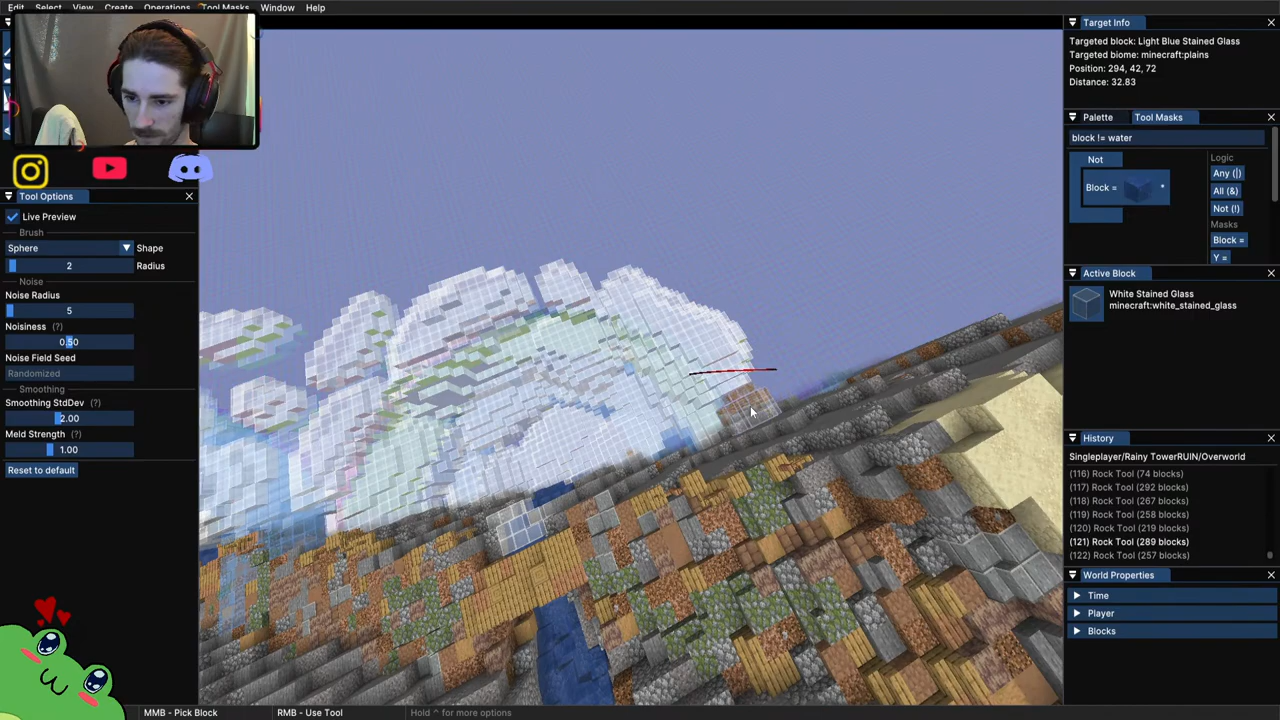 Edit Select View Create Operations Tool Masks Window Help
Tool Options
Live Preview
Brush
Sphere Shape
2 Radius
Noise
Noise Radius
5
Noisiness (?)
0.50
Noise Field Seed
Randomized
Smoothing
Smoothing StdDev (?)
2.00
Meld Strength (?)
1.00
Reset to default
Target Info
Targeted block: Light Blue Stained Glass
Targeted biome: minecraft:plains
Position: 294, 42, 72
Distance: 32.83
Palette Tool Masks
block != water
Not
Block =
Logic
Any (|)
All (&)
Not (!)
Masks
Block =
Y =
Active Block
White Stained Glass
minecraft:white_stained_glass
History
Singleplayer/Rainy TowerRUIN/Overworld
(116) Rock Tool (74 blocks)
(117) Rock Tool (292 blocks)
(118) Rock Tool (267 blocks)
(119) Rock Tool (258 blocks)
(120) Rock Tool (219 blocks)
(121) Rock Tool (289 blocks)
(122) Rock Tool (257 blocks)
World Properties
Time
Player
Blocks
MMB - Pick Block RMB - Use Tool Hold ^ for more options